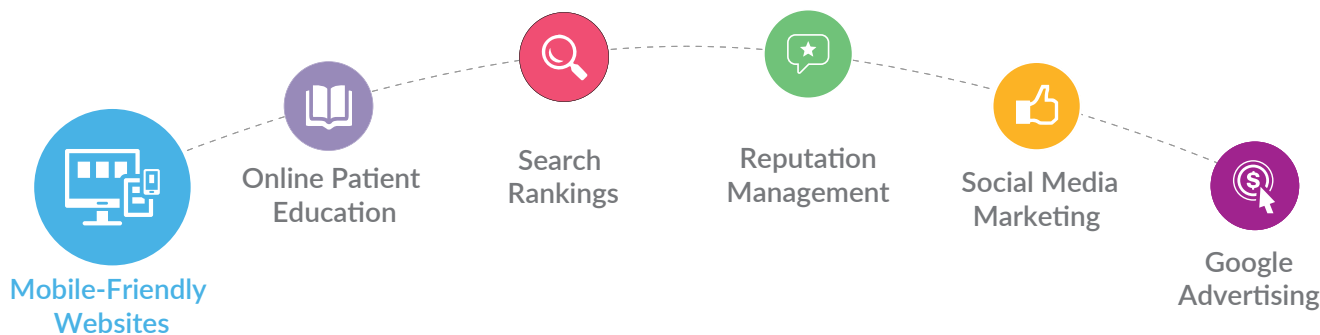 Mobile-Friendly
Websites
Online Patient
Education
Search
Rankings
Reputation
Management
Social Media
Marketing
$
Google
Advertising